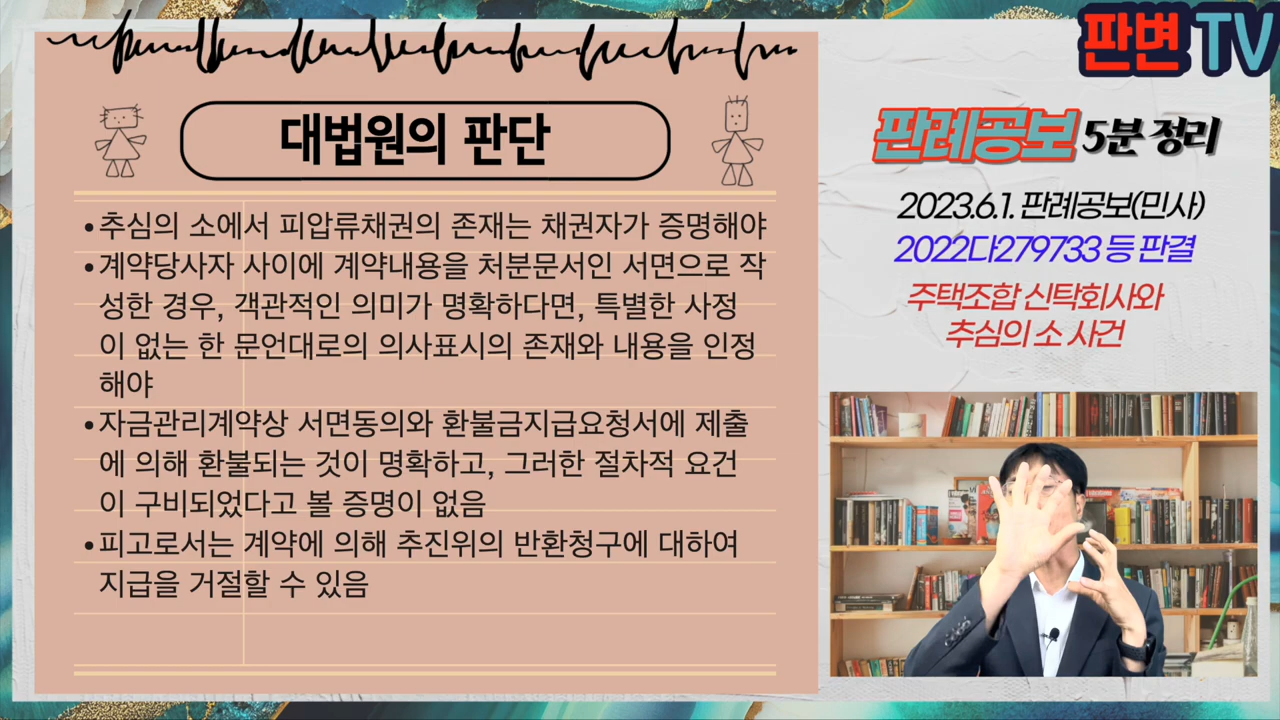 판변 TV
대법원의 판단
• 추심의 소에서 피압류채권의 존재는 채권자가 증명해야
• 계약당사자 사이에 계약내용을 처분문서인 서면으로 작
성한 경우, 객관적인 의미가 명확하다면, 특별한 사정
이 없는 한 문언대로의 의사표시의 존재와 내용을 인정
해야
• 자금관리계약상 서면동의와 환불금지급요청서에 제출
에 의해 환불되는 것이 명확하고, 그러한 절차적 요건
이 구비되었다고 볼 증명이 없음
• 피고로서는 계약에 의해 추진위의 반환청구에 대하여
지급을 거절할 수 있음
판례공보 5분 정리
2023.6.1. 판례공보(민사)
2022다279733 등 판결
주택조합 신탁회사와
추심의 소 사건